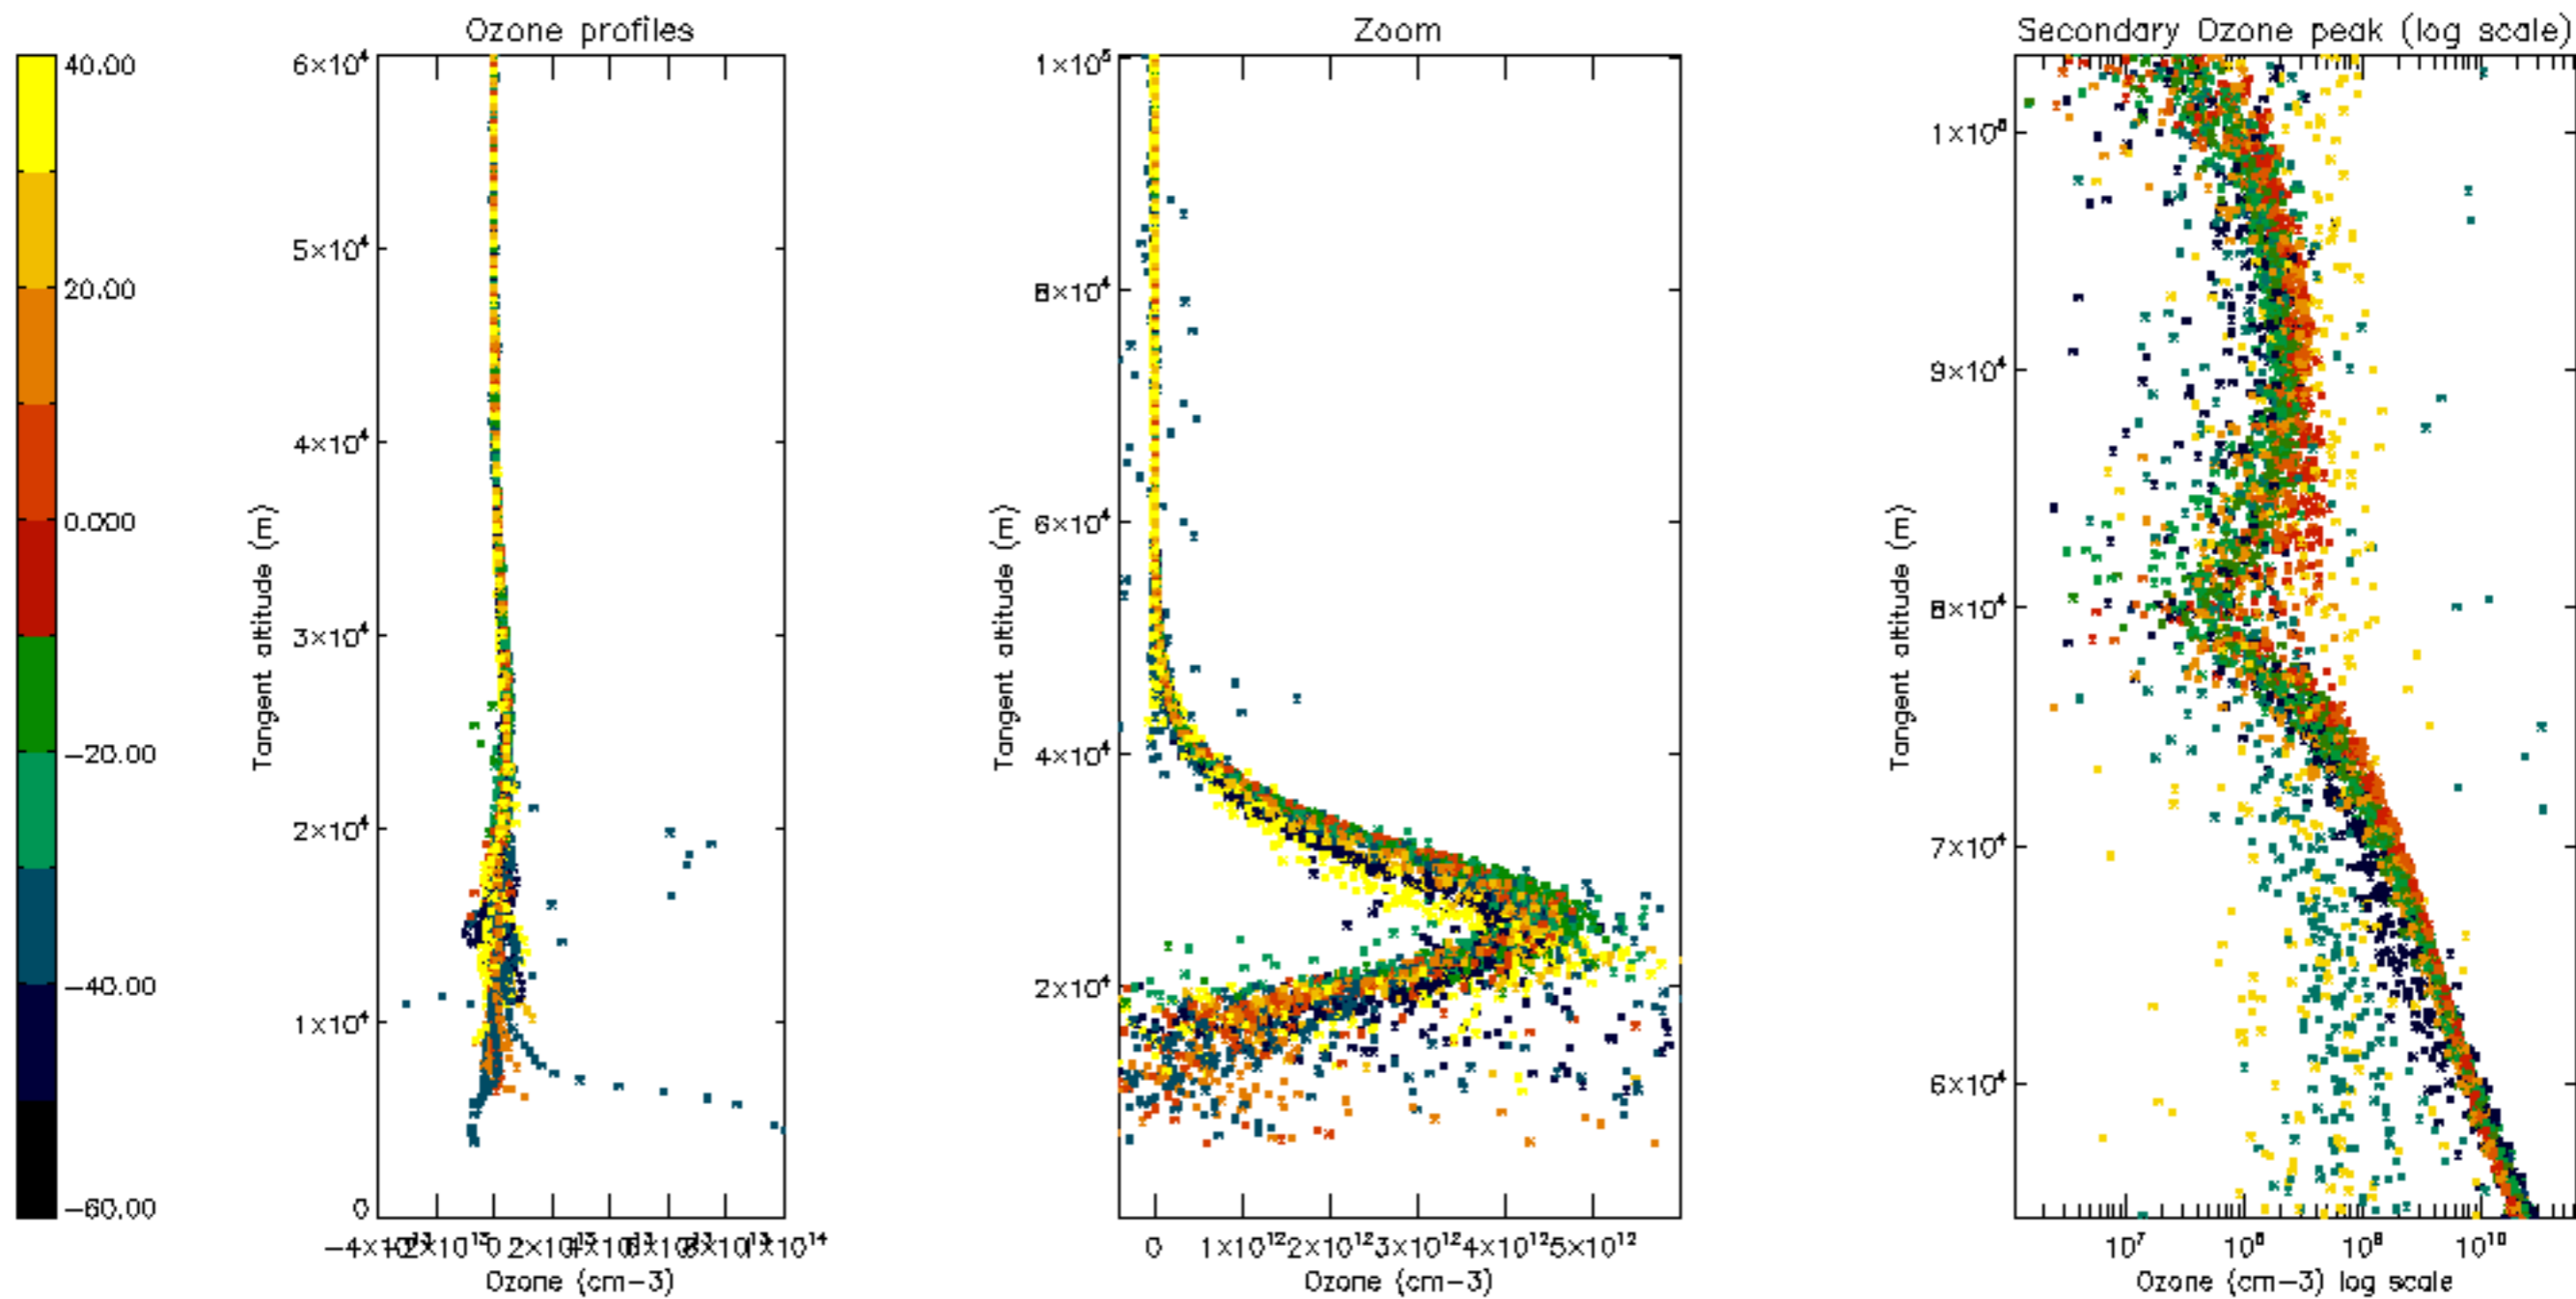 Ozone profiles
Zoom
Secondary Ozone peak (log scale)
40.00
20.00
0.000
−20.00
−40.00
−60.00
6×10⁴
5×10⁴
4×10⁴
3×10⁴
2×10⁴
1×10⁴
0
Tangent altitude (m)
0
1×10¹⁴
Ozone (cm−3)
1×10⁵
8×10⁴
6×10⁴
4×10⁴
2×10⁴
Tangent altitude (m)
0 1×10¹² 2×10¹² 3×10¹² 4×10¹² 5×10¹²
Ozone (cm−3)
9×10⁴
8×10⁴
7×10⁴
6×10⁴
Tangent altitude (m)
10⁷ 10⁸ 10⁹ 10¹⁰
Ozone (cm−3) log scale